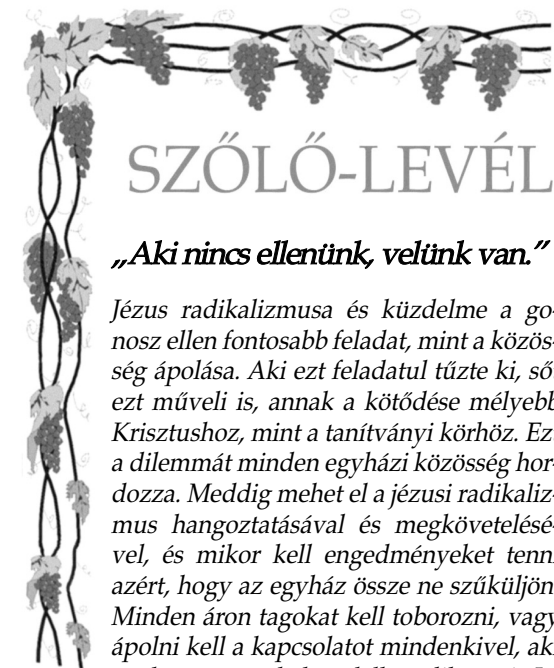 SZŐLŐ-LEVÉL
„Aki nincs ellenünk, velünk van.”
Jézus radikalizmusa és küzdelme a go-
nosz ellen fontosabb feladat, mint a közös-
ség ápolása. Aki ezt feladatul tűzte ki, ső
ezt műveli is, annak a kötődése mélyebb
Krisztushoz, mint a tanítványi körhöz. Ez
a dilemmát minden egyházi közösség hor-
dozza. Meddig mehet el a jézusi radikaliz-
mus hangoztatásával és megkövetelésé-
vel, és mikor kell engedményeket tenni
azért, hogy az egyház össze ne szűküljön
Minden áron tagokat kell toborozni, vagy
ápolni kell a kapcsolatot mindenkivel, aki